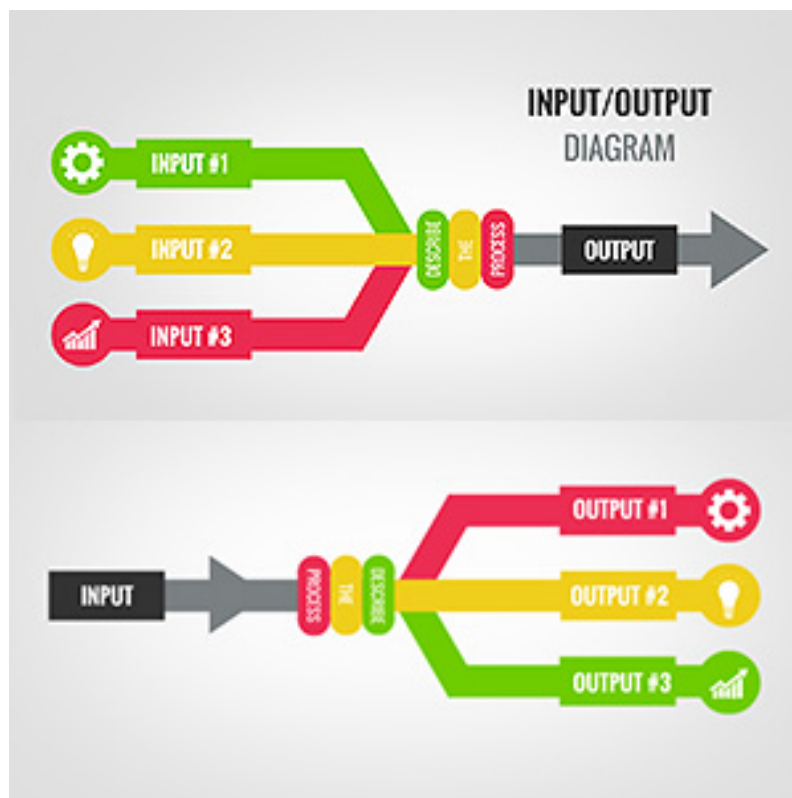 INPUT/OUTPUT
DIAGRAM
INPUT #1
INPUT #2
INPUT #3
DESCRIBE
THE
PROCESS
OUTPUT
INPUT
PROCESS
THE
DESCRIBE
OUTPUT #1
OUTPUT #2
OUTPUT #3